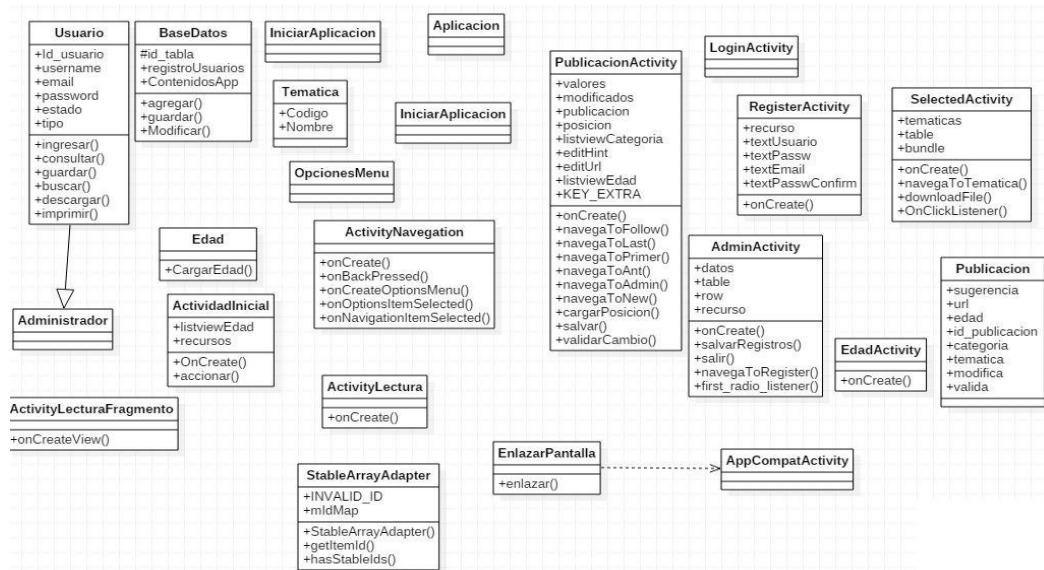 Usuario
+Id_usuario
+username
+email
+password
+estado
+tipo
+ingresar()
+consultar()
+guardar()
+buscar()
+descargar()
+imprimir()
BaseDatos
#id_tabla
+registroUsuarios
+ContenidosApp
+agregar()
+guardar()
+Modificar()
IniciarAplicacion
Aplicacion
Tematica
+Codigo
+Nombre
IniciarAplicacion
OpcionesMenu
PublicacionActivity
+valores
+modificados
+publicacion
+posicion
+listviewCategoria
+editHint
+editUrl
+listviewEdad
+KEY_EXTRA
+onCreate()
+navegaToFollow()
+navegaToLast()
+navegaToPrimer()
+navegaToAnt()
+navegaToAdmin()
+navegaToNew()
+cargarPosicion()
+salvar()
+validarCambio()
LoginActivity
RegisterActivity
+recurso
+textUsuario
+textPassw
+textEmail
+textPasswConfirm
+onCreate()
SelectedActivity
+tematicas
+table
+bundle
+onCreate()
+navegaToTematica()
+downloadFile()
+OnClickListener()
Edad
+CargarEdad()
ActivityNavegation
+onCreate()
+onBackPressed()
+onCreateOptionsMenu()
+onOptionsItemSelected()
+onNavigationItemSelected()
AdminActivity
+datos
+table
+row
+recurso
+onCreate()
+salvarRegistros()
+salir()
+navegaToRegister()
+first_radio_listener()
Publicacion
+sugerencia
+url
+edad
+id_publicacion
+categoria
+tematica
+modifica
+valida
Administrador
ActividadInicial
+listviewEdad
+recursos
+OnCreate()
+accionar()
EdadActivity
+onCreate()
ActivityLectura
+onCreate()
ActivityLecturaFragmento
+onCreateView()
StableArrayAdapter
+INVALID_ID
+mIdMap
+StableArrayAdapter()
+getItemId()
+hasStableIds()
EnlazarPantalla
+enlazar()
AppCompatActivity